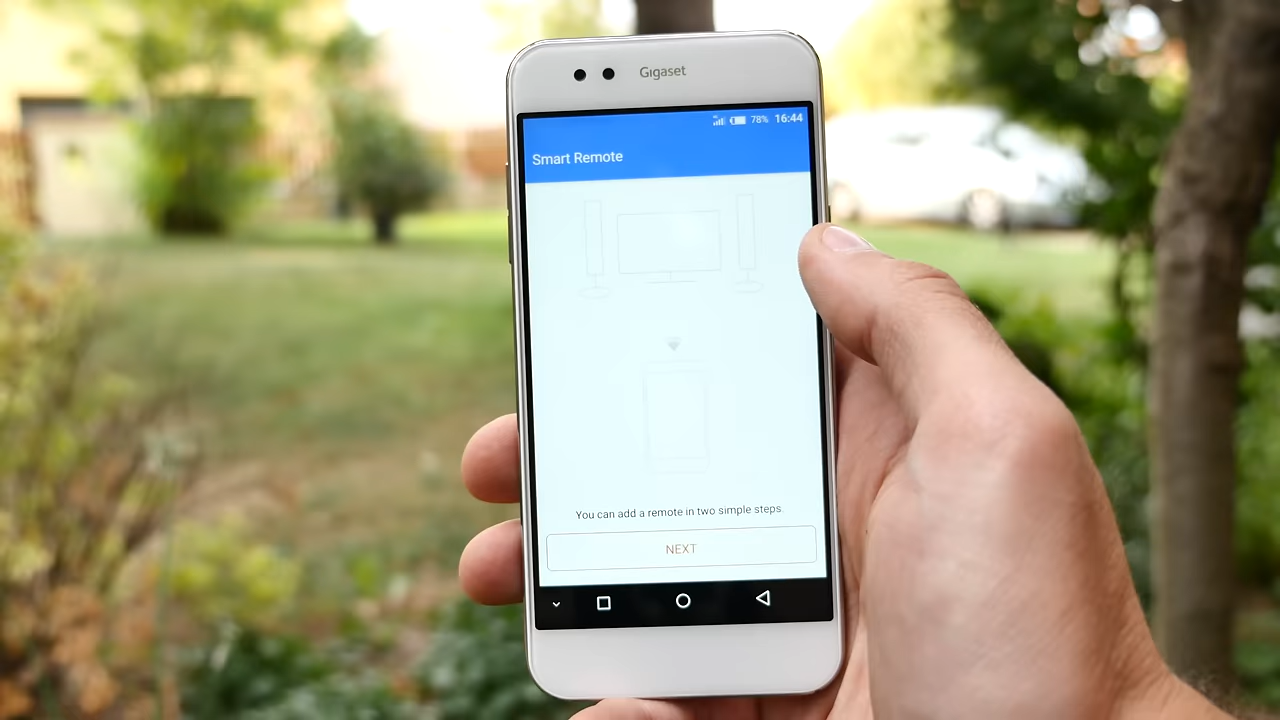 Gigaset
78% 16:44
Smart Remote
You can add a remote in two simple steps.
NEXT